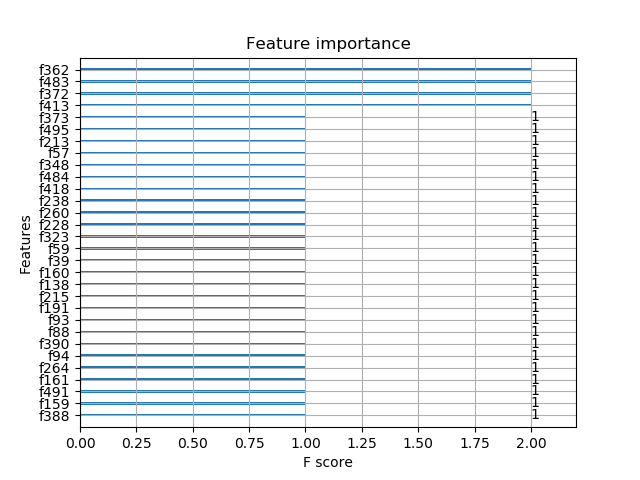 Feature importance
f362
f483
f372
f413
f373 1
f495 1
f213 1
f57 1
f348 1
f484 1
f418 1
f238 1
f260 1
f228 1
f323 1
f59 1
f39 1
f160 1
f138 1
f215 1
f191 1
f93 1
f88 1
f390 1
f94 1
f264 1
f161 1
f491 1
f159 1
f388 1
Features
0.00 0.25 0.50 0.75 1.00 1.25 1.50 1.75 2.00
F score